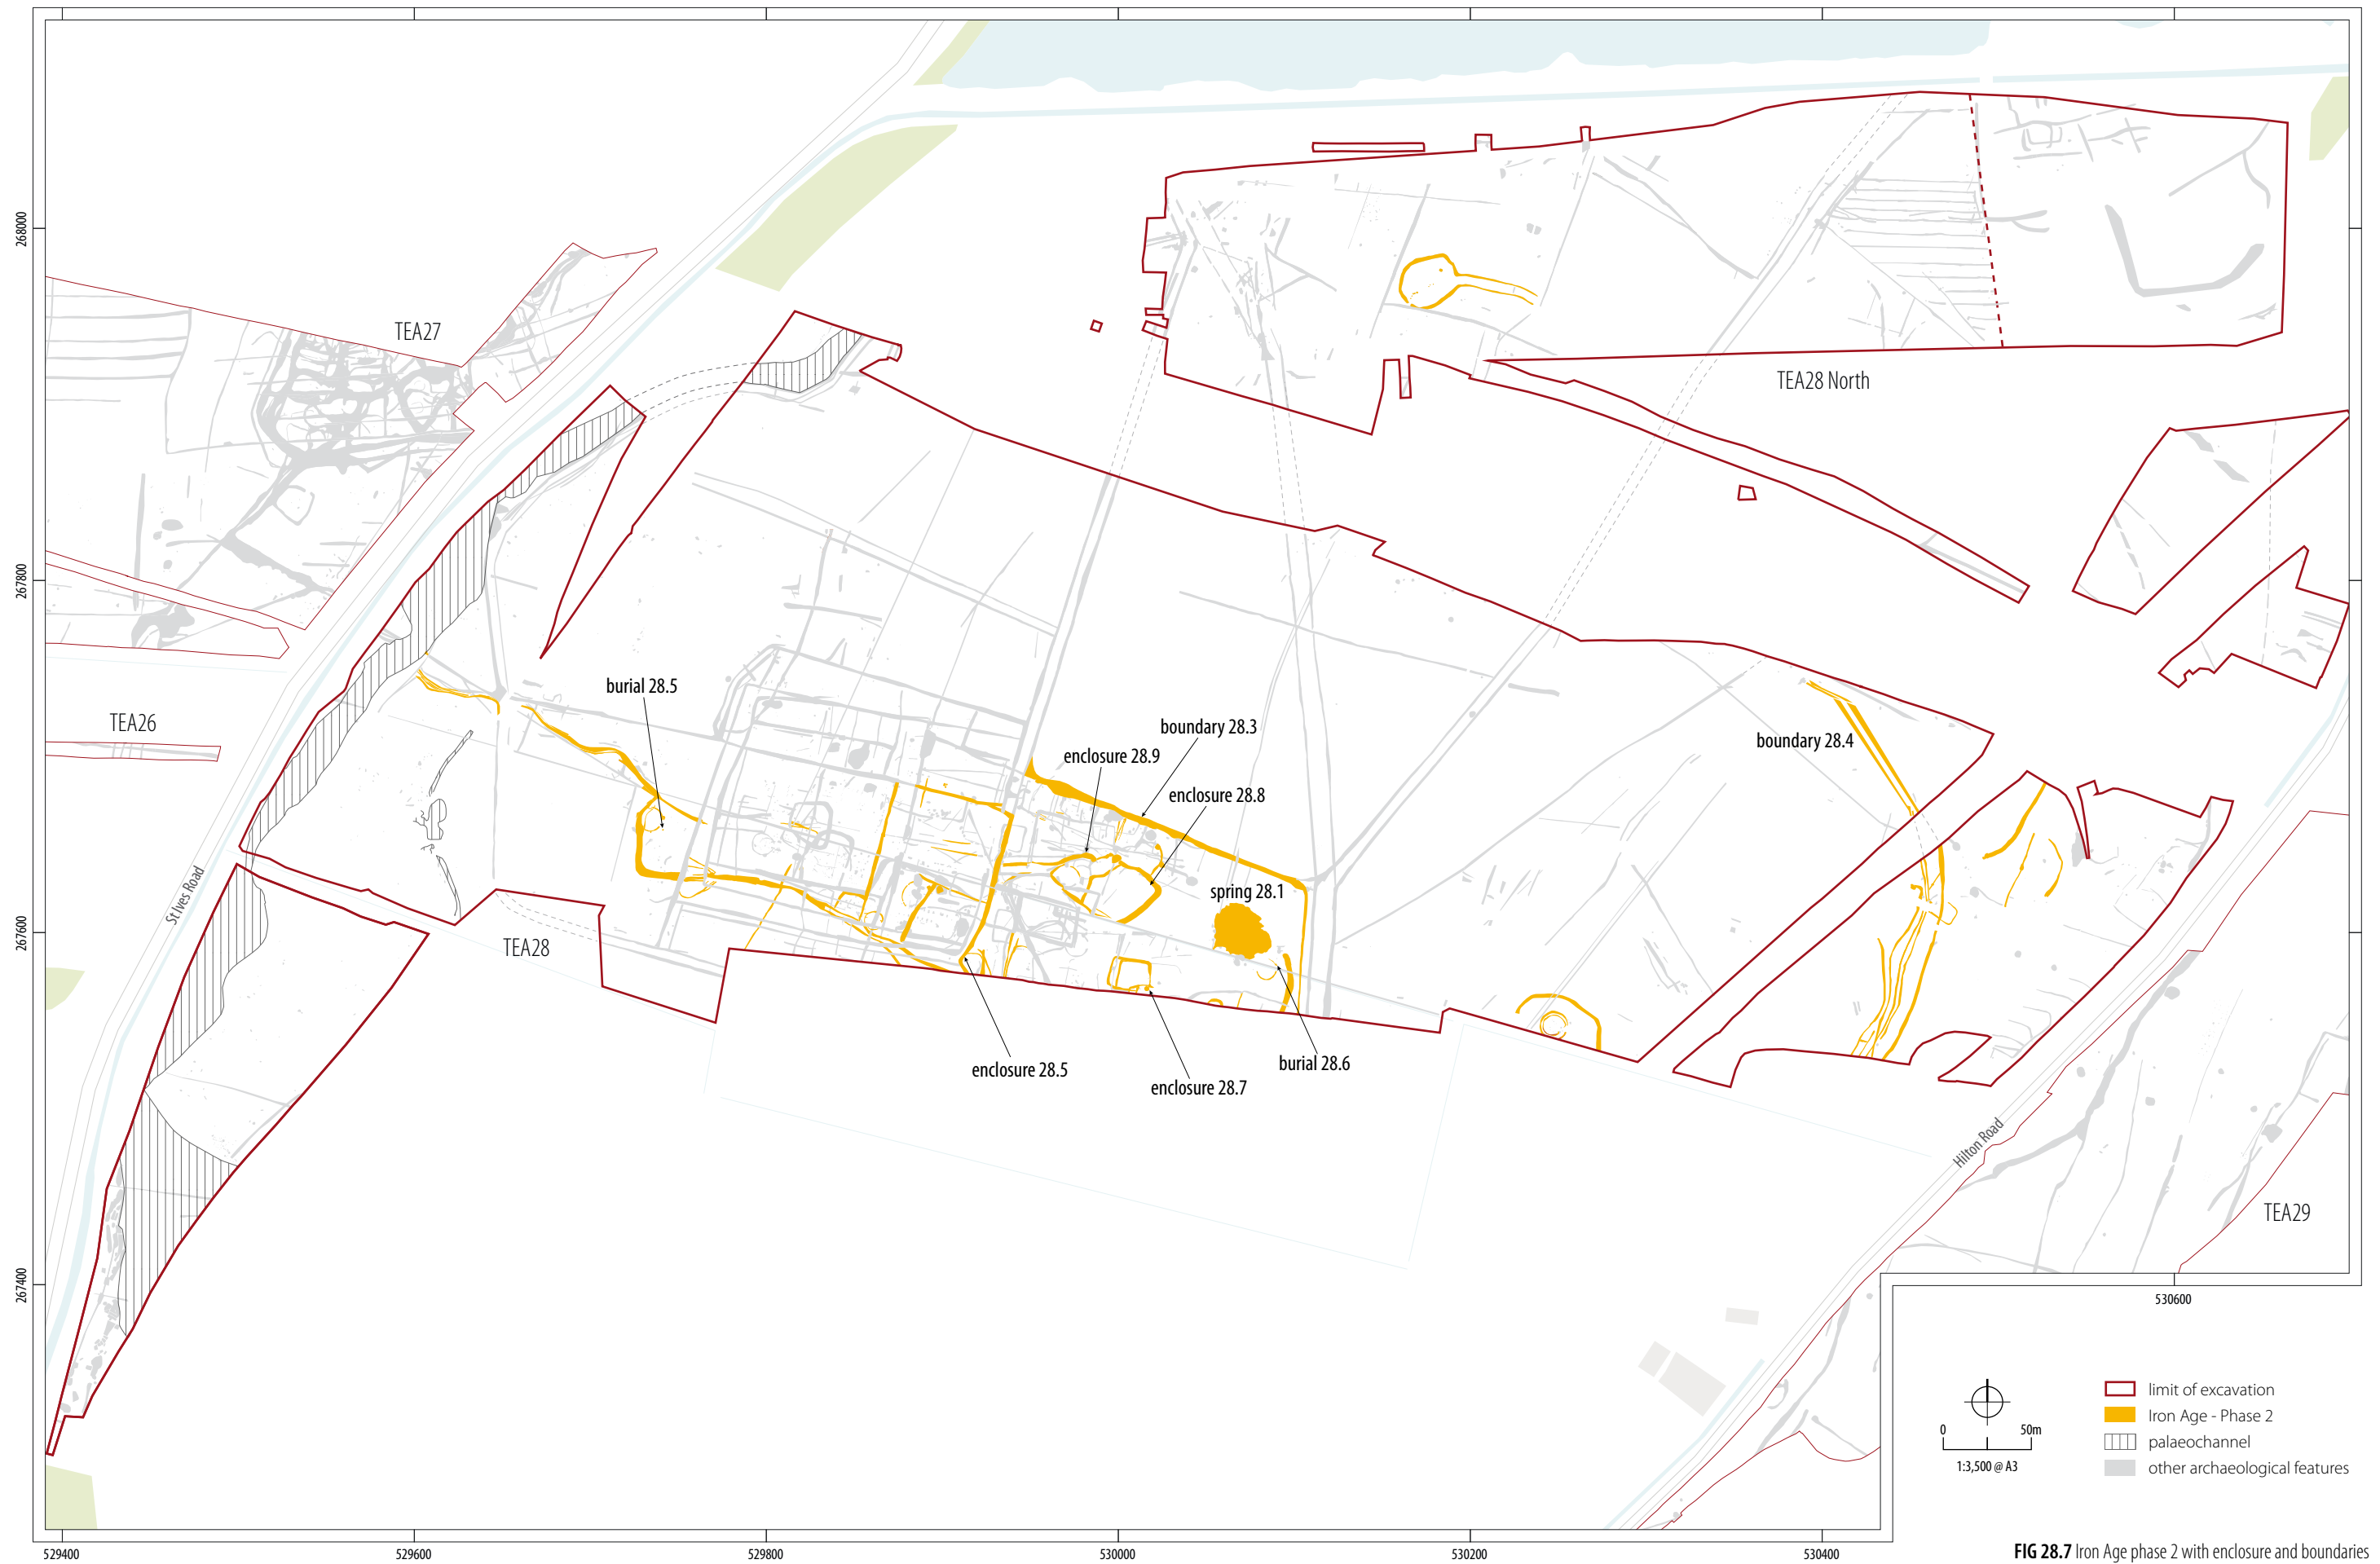 268000
267800
267600
267400
TEA27
TEA28 North
burial 28.5
TEA26
boundary 28.3
enclosure 28.9
boundary 28.4
enclosure 28.8
St Ives Road
spring 28.1
TEA28
enclosure 28.5
burial 28.6
enclosure 28.7
Hilton Road
TEA29
530600
0 50m
1:3,500 @ A3
limit of excavation
Iron Age - Phase 2
palaeochannel
other archaeological features
529400
529600
529800
530000
530200
530400
FIG 28.7 Iron Age phase 2 with enclosure and boundaries